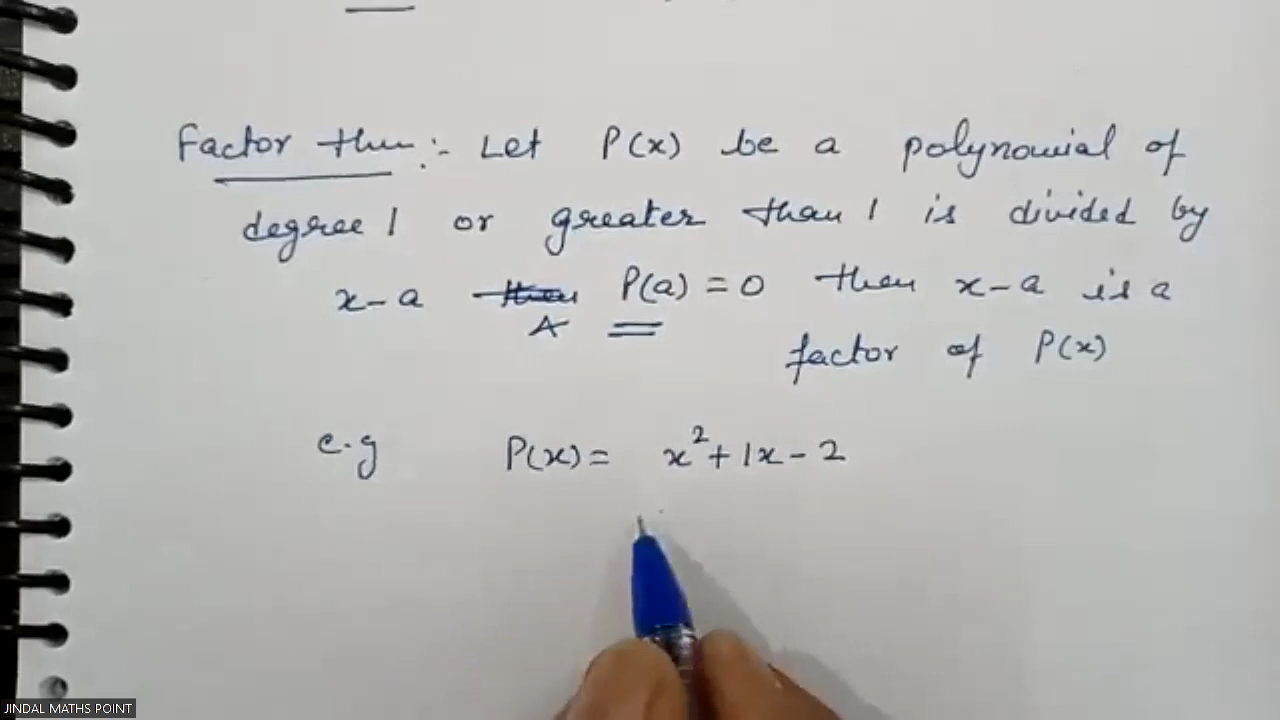 Factor thm :- Let P(x) be a polynomial of
degree 1 or greater than 1 is divided by
x-a P(a) = 0 then x-a is a
factor of P(x)
e.g P(x) = x² + 1x - 2
JINDAL MATHS POINT